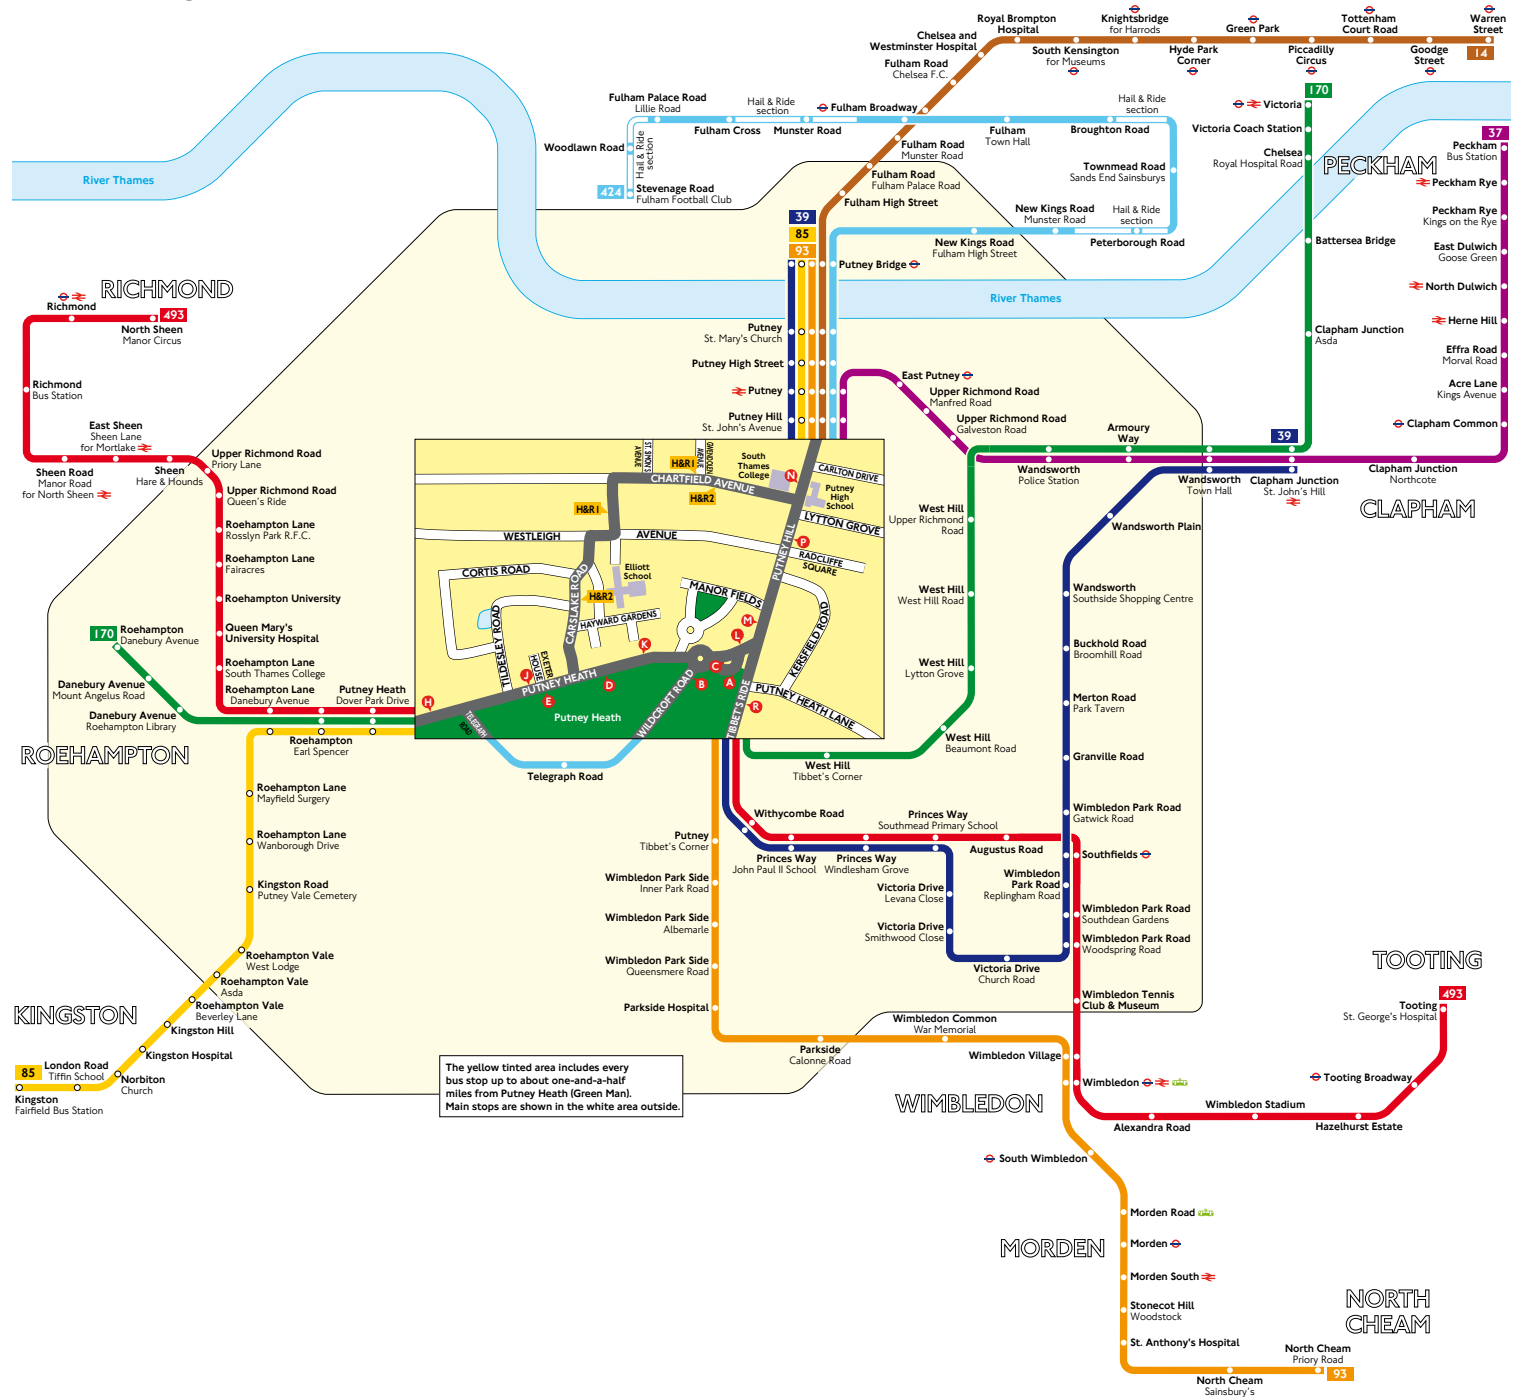 Royal Brompton
Hospital
Knightsbridge
for Harrods
Green Park
Tottenham
Court Road
Warren
Street
14
Chelsea and
Westminster Hospital
South Kensington
for Museums
Hyde Park
Corner
Piccadilly
Circus
Goodge
Street
Fulham Road
Chelsea F.C.
170
Victoria
Victoria Coach Station
Chelsea
Royal Hospital Road
Battersea Bridge
Clapham Junction
Asda
PECKHAM
37
Peckham
Bus Station
Peckham Rye
Peckham Rye
Kings on the Rye
East Dulwich
Goose Green
North Dulwich
Herne Hill
Effra Road
Morval Road
Acre Lane
Kings Avenue
Clapham Common
Clapham Junction
Northcote
CLAPHAM
Fulham Palace Road
Lillie Road
Hail & Ride
section
Fulham Broadway
Hail & Ride
section
Fulham Cross
Munster Road
Fulham
Town Hall
Broughton Road
Woodlawn Road
Hail & Ride
section
424
Stevenage Road
Fulham Football Club
Fulham Road
Munster Road
Fulham Road
Fulham Palace Road
Fulham High Street
Townmead Road
Sands End Sainsburys
New Kings Road
Munster Road
Hail & Ride
section
New Kings Road
Fulham High Street
Peterborough Road
River Thames
River Thames
39
85
93
Putney Bridge
Putney
St. Mary's Church
Putney High Street
Putney
Putney Hill
St. John's Avenue
East Putney
Upper Richmond Road
Manfred Road
Upper Richmond Road
Galveston Road
Armoury
Way
39
Wandsworth
Police Station
Wandsworth
Town Hall
Clapham Junction
St. John's Hill
Wandsworth Plain
Wandsworth
Southside Shopping Centre
Buckhold Road
Broomhill Road
Merton Road
Park Tavern
Granville Road
Wimbledon Park Road
Gatwick Road
RICHMOND
Richmond
493
North Sheen
Manor Circus
Richmond
Bus Station
East Sheen
Sheen Lane
for Mortlake
Sheen Road
Manor Road
for North Sheen
Sheen
Hare & Hounds
Upper Richmond Road
Priory Lane
Upper Richmond Road
Queen's Ride
Roehampton Lane
Rosslyn Park R.F.C.
Roehampton Lane
Fairacres
Roehampton University
Queen Mary's
University Hospital
Roehampton Lane
South Thames College
Roehampton Lane
Danebury Avenue
Putney Heath
Dover Park Drive
170
Roehampton
Danebury Avenue
Danebury Avenue
Mount Angelus Road
Danebury Avenue
Roehampton Library
ROEHAMPTON
Roehampton
Earl Spencer
Roehampton Lane
Mayfield Surgery
Roehampton Lane
Wanborough Drive
Kingston Road
Putney Vale Cemetery
Roehampton Vale
West Lodge
Roehampton Vale
Asda
Roehampton Vale
Beverley Lane
Kingston Hill
Kingston Hospital
Norbiton
Church
KINGSTON
85
London Road
Tiffin School
Kingston
Fairfield Bus Station
ST. SIMON'S
AVENUE
GWENDOLEN
AVENUE
H&R1
South
Thames
College
N
CARLTON DRIVE
CHARTFIELD AVENUE
H&R2
Putney
High
School
H&R1
LYTTON GROVE
WESTLEIGH
AVENUE
PUTNEY HILL
P
RADCLIFFE
SQUARE
CORTIS ROAD
Elliott
School
CARSLAKE ROAD
H&R2
MANOR FIELDS
HAYWARD GARDENS
TILDESLEY ROAD
M
L
K
KERSFIELD ROAD
EXETER
HOUSE
J
C
H
PUTNEY HEATH
D
B
A
E
R
PUTNEY HEATH LANE
Putney Heath
WILDCROFT ROAD
TIBBET'S RIDE
TELEGRAPH
ROAD
Telegraph Road
West Hill
Upper Richmond
Road
West Hill
West Hill Road
West Hill
Lytton Grove
West Hill
Beaumont Road
West Hill
Tibbet's Corner
Withycombe Road
Princes Way
Southmead Primary School
Princes Way
John Paul II School
Princes Way
Windlesham Grove
Augustus Road
Southfields
Wimbledon
Park Road
Replingham Road
Victoria Drive
Levana Close
Victoria Drive
Smithwood Close
Victoria Drive
Church Road
Wimbledon Park Road
Southdean Gardens
Wimbledon Park Road
Woodspring Road
Wimbledon Tennis
Club & Museum
Putney
Tibbet's Corner
Wimbledon Park Side
Inner Park Road
Wimbledon Park Side
Albemarle
Wimbledon Park Side
Queensmere Road
Parkside Hospital
Wimbledon Common
War Memorial
Parkside
Calonne Road
Wimbledon Village
Wimbledon
WIMBLEDON
The yellow tinted area includes every
bus stop up to about one-and-a-half
miles from Putney Heath (Green Man).
Main stops are shown in the white area outside.
TOOTING
493
Tooting
St. George's Hospital
Tooting Broadway
Wimbledon Stadium
Alexandra Road
Hazelhurst Estate
South Wimbledon
Morden Road
MORDEN
Morden
Morden South
Stonecot Hill
Woodstock
St. Anthony's Hospital
NORTH
CHEAM
North Cheam
Priory Road
93
North Cheam
Sainsbury's